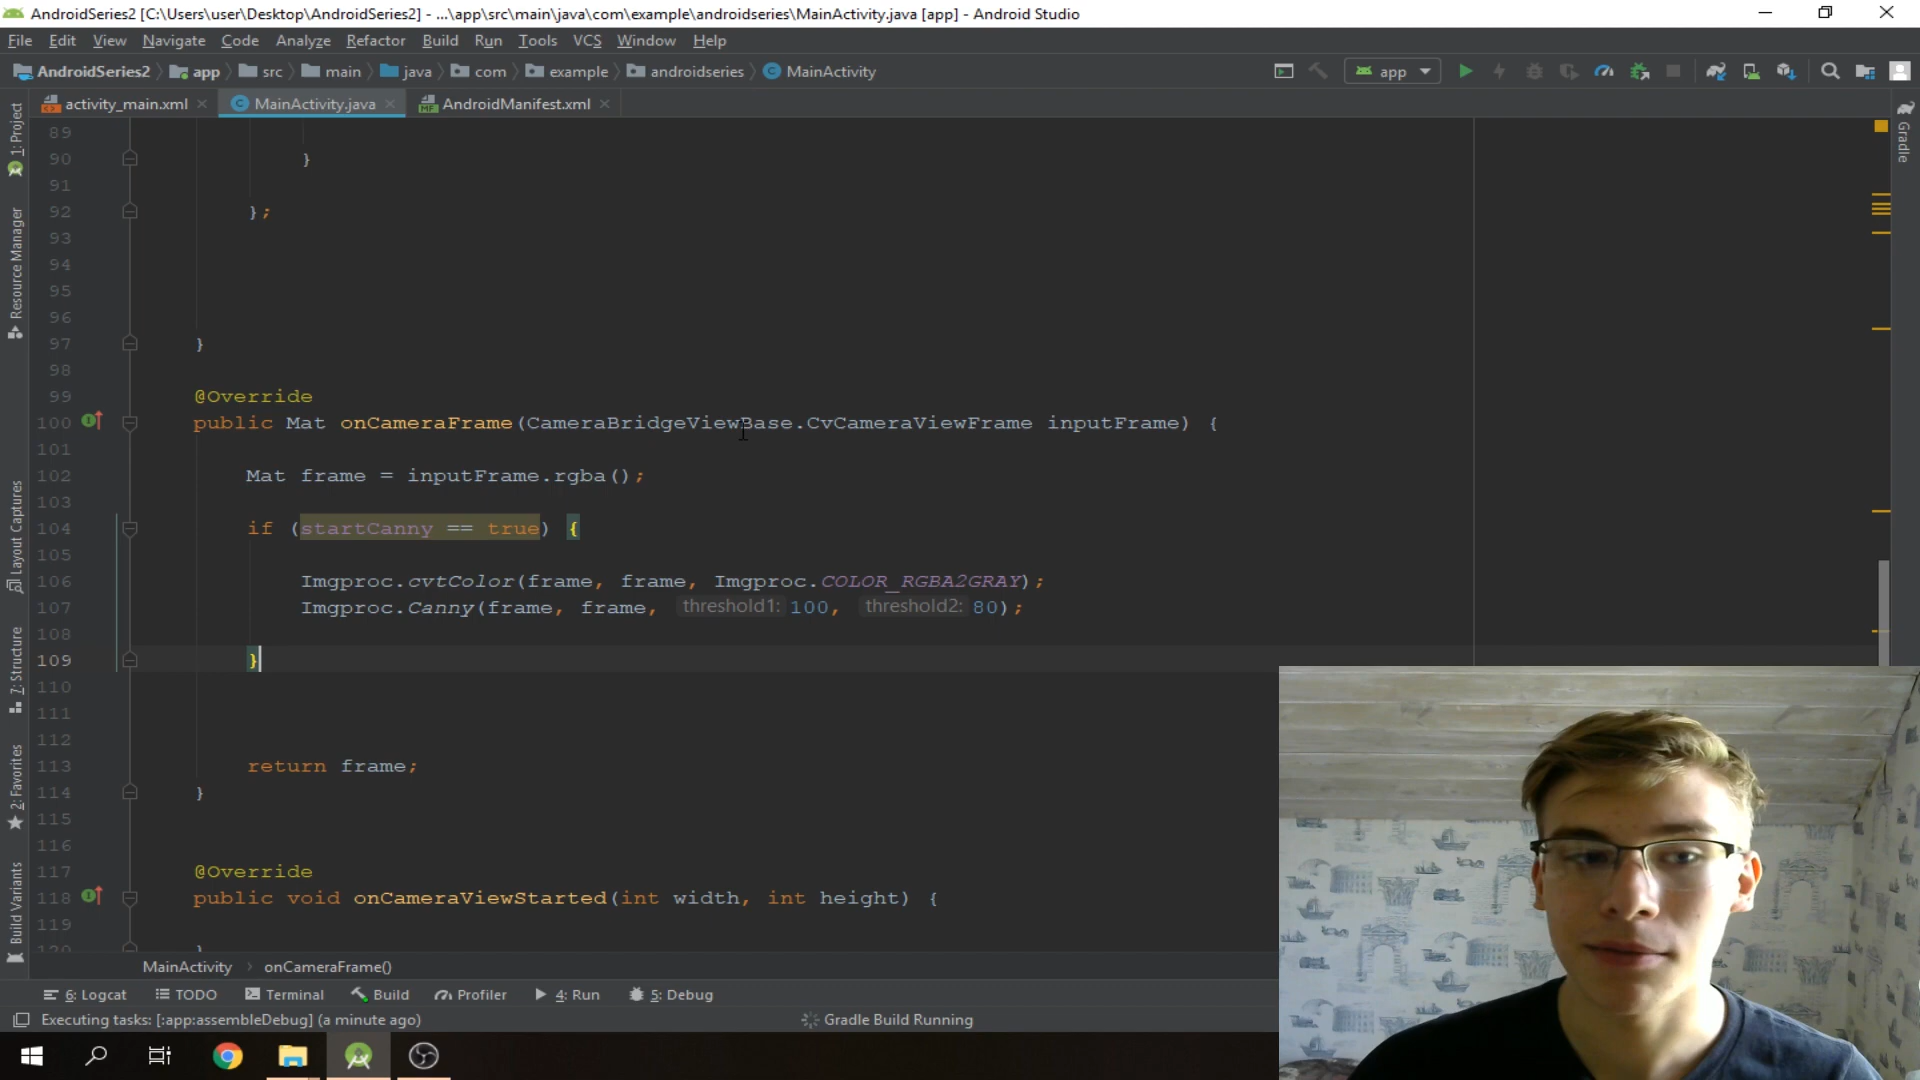 AndroidSeries2 [C:\Users\user\Desktop\AndroidSeries2] - ...\app\src\main\java\com\example\androidseries\MainActivity.java [app] - Android Studio
File Edit View Navigate Code Analyze Refactor Build Run Tools VCS Window Help
AndroidSeries2 app src main java com example androidseries MainActivity app
activity_main.xml MainActivity.java AndroidManifest.xml
1: Project
Resource Manager
Layout Captures
7: Structure
2: Favorites
Build Variants
Gradle
89
90 }
91
92 };
93
94
95
96
97 }
98
99 @Override
100 public Mat onCameraFrame(CameraBridgeViewBase.CvCameraViewFrame inputFrame) {
101
102 Mat frame = inputFrame.rgba();
103
104 if (startCanny == true) {
105
106 Imgproc.cvtColor(frame, frame, Imgproc.COLOR_RGBA2GRAY);
107 Imgproc.Canny(frame, frame, threshold1: 100, threshold2: 80);
108
109 }
110
111
112
113 return frame;
114 }
115
116
117 @Override
118 public void onCameraViewStarted(int width, int height) {
119
120 }
MainActivity onCameraFrame()
6: Logcat TODO Terminal Build Profiler 4: Run 5: Debug
Executing tasks: [:app:assembleDebug] (a minute ago) Gradle Build Running